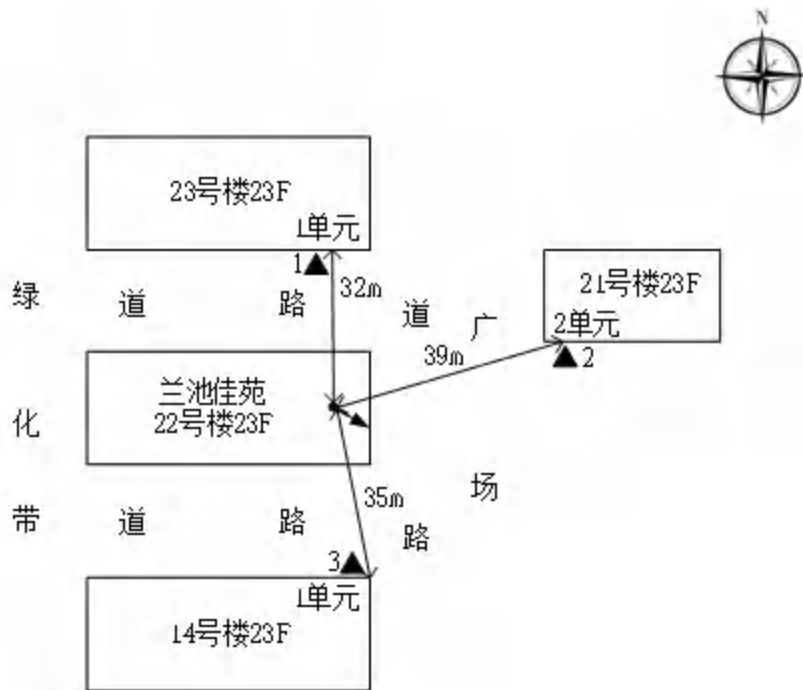 N
23号楼23F
1单元
1
32m
21号楼23F
2单元
2
绿 道 路 道 广
39m
兰池佳苑
22号楼23F
化
35m
场
带 道 路 路
3
1单元
14号楼23F